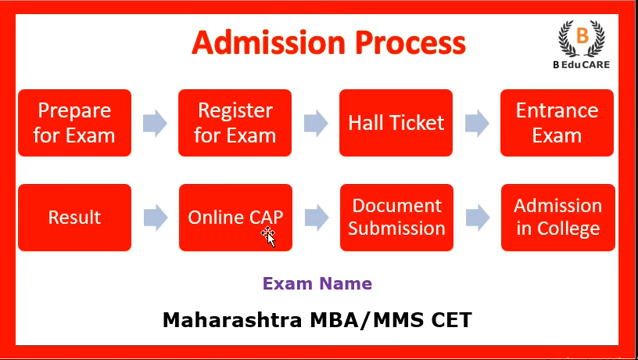 Admission Process
B
B EduCARE
Prepare
for Exam
Register
for Exam
Hall Ticket
Entrance
Exam
Result
Online CAP
Document
Submission
Admission
in College
Exam Name
Maharashtra MBA/MMS CET